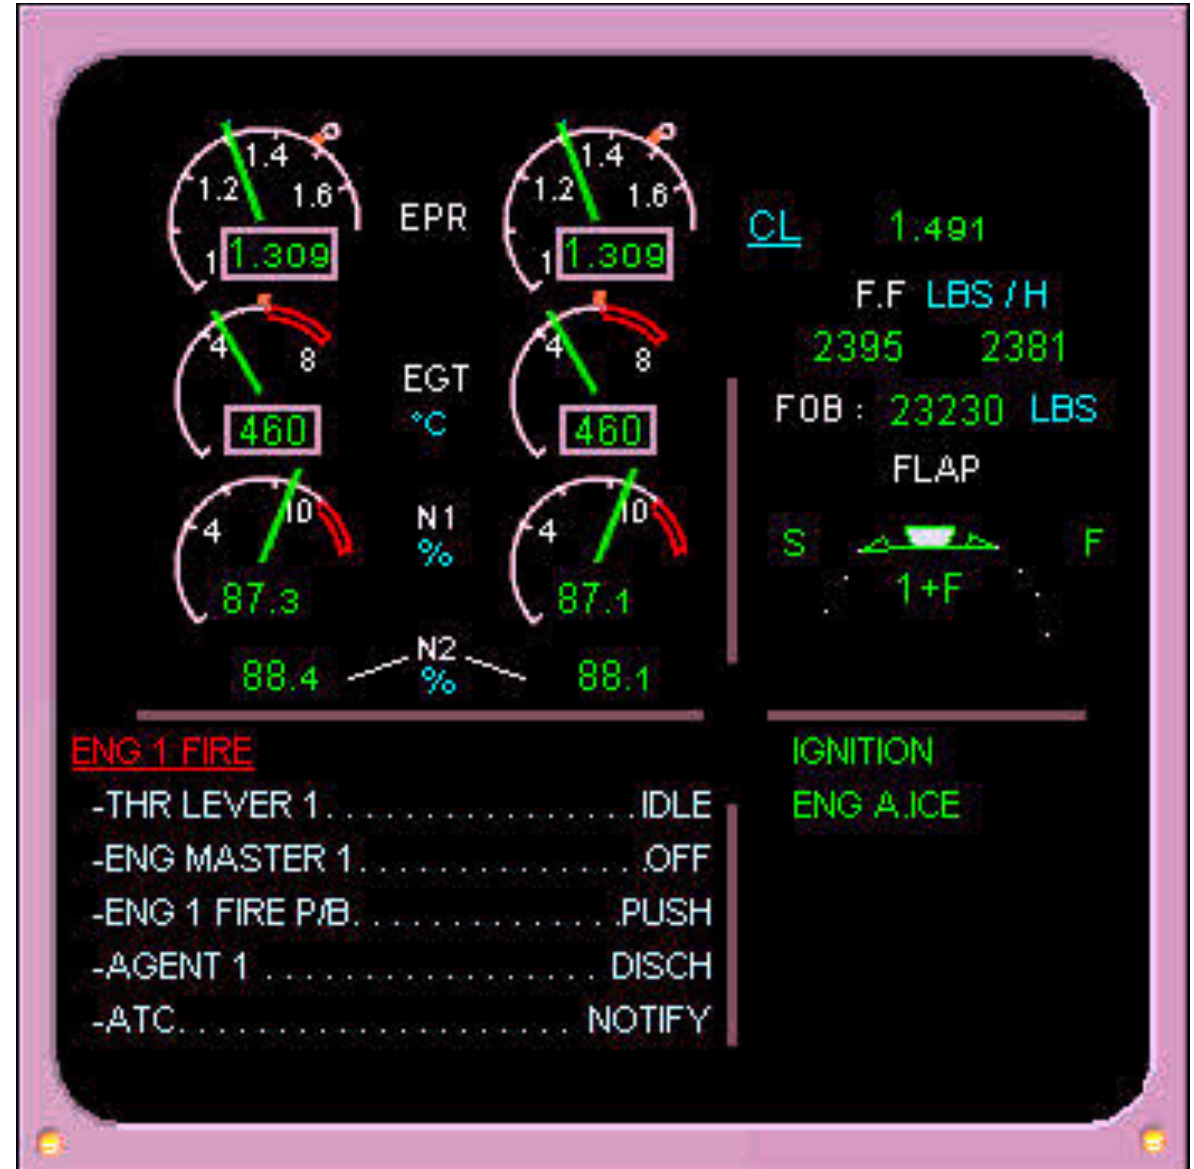 1.4 1.4
1.2 1.6 EPR 1.2 1.6 CL 1.491
1 1.309 1 1.309
F.F LBS / H
4 8 EGT 4 8 2395 2381
460 °C 460 FOB : 23230 LBS
FLAP
4 10 N1 4 10
% S F
87.3 87.1 1+F
N2
88.4 % 88.1
ENG 1 FIRE IGNITION
-THR LEVER 1. . . . . . . . . . . . . . . . .IDLE ENG A.ICE
-ENG MASTER 1. . . . . . . . . . . . . . .OFF
-ENG 1 FIRE P/B. . . . . . . . . . . . . .PUSH
-AGENT 1 . . . . . . . . . . . . . . . . . . DISCH
-ATC. . . . . . . . . . . . . . . . . . . . . NOTIFY